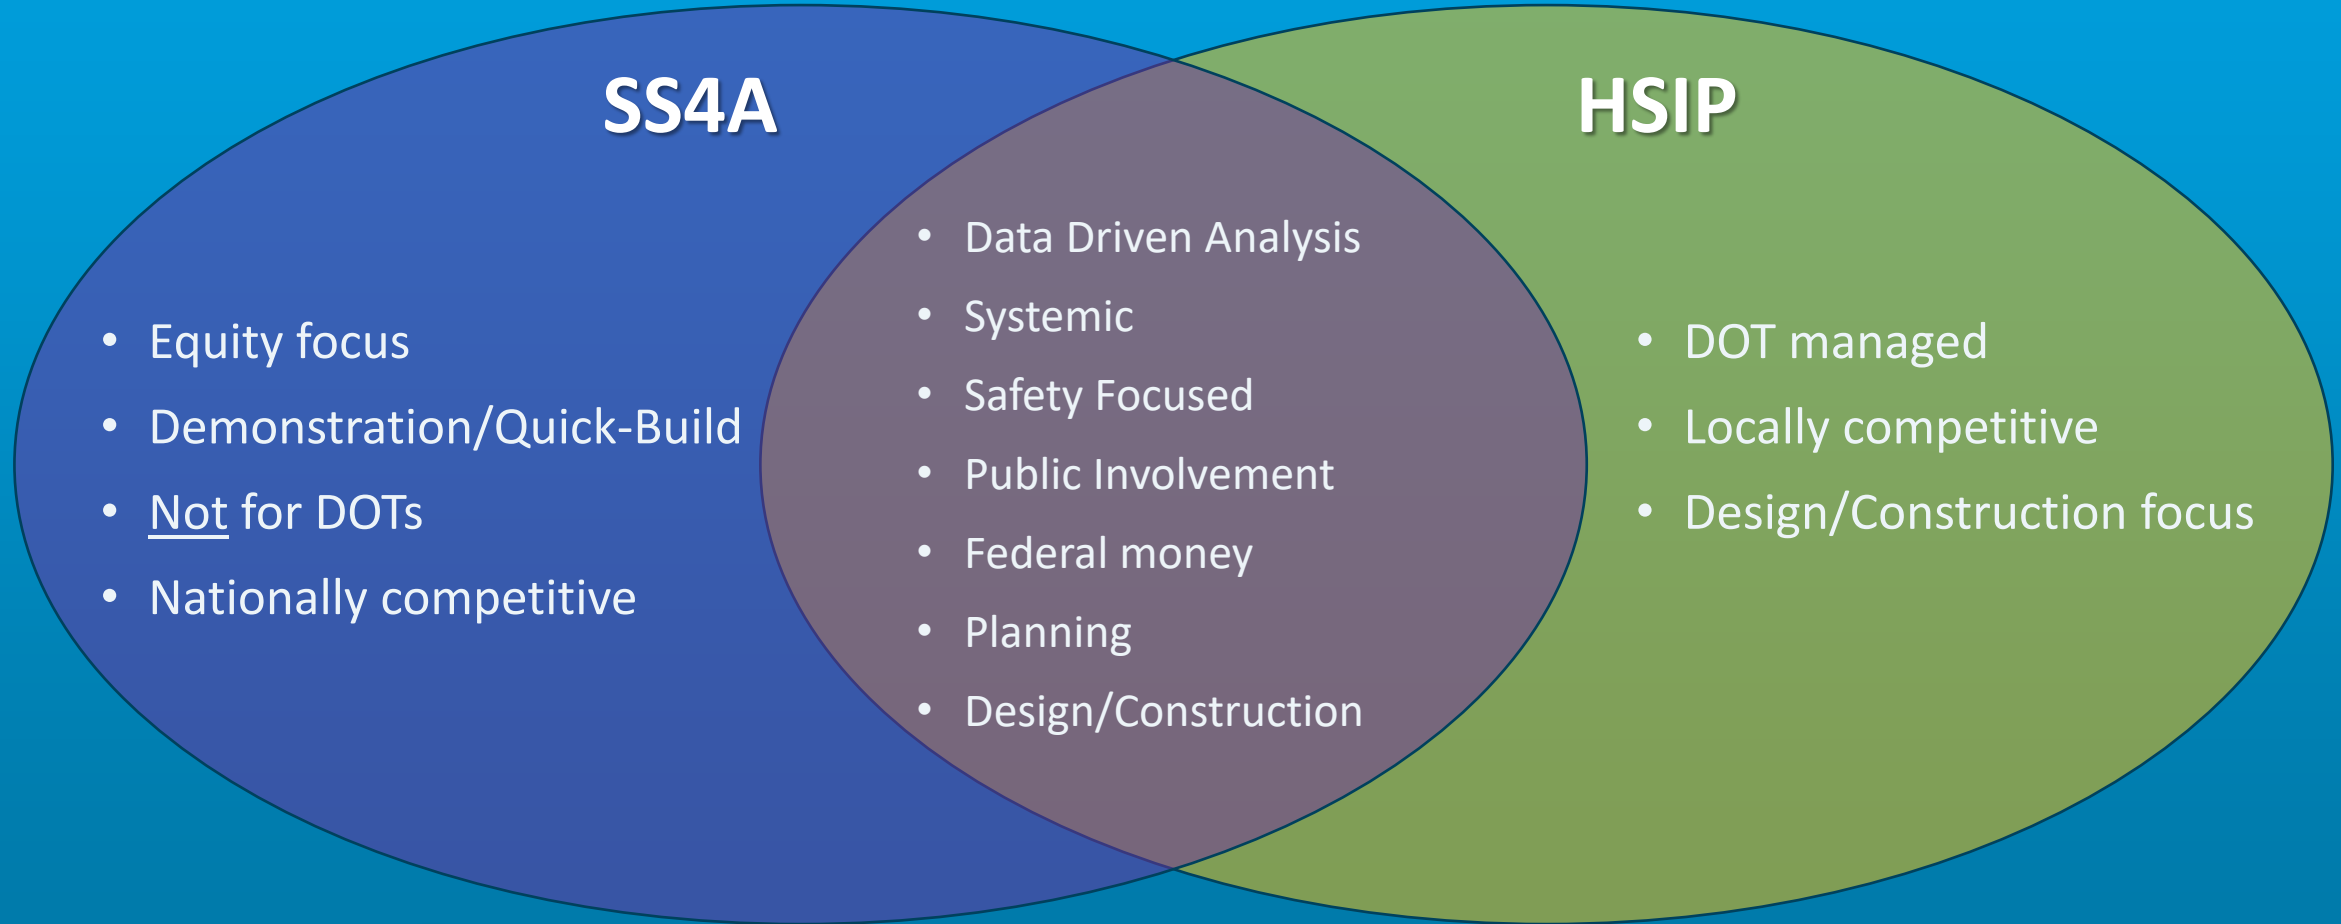 SS4A
• Equity focus
• Demonstration/Quick-Build
• Not for DOTs
• Nationally competitive
• Data Driven Analysis
• Systemic
• Safety Focused
• Public Involvement
• Federal money
• Planning
• Design/Construction
HSIP
• DOT managed
• Locally competitive
• Design/Construction focus